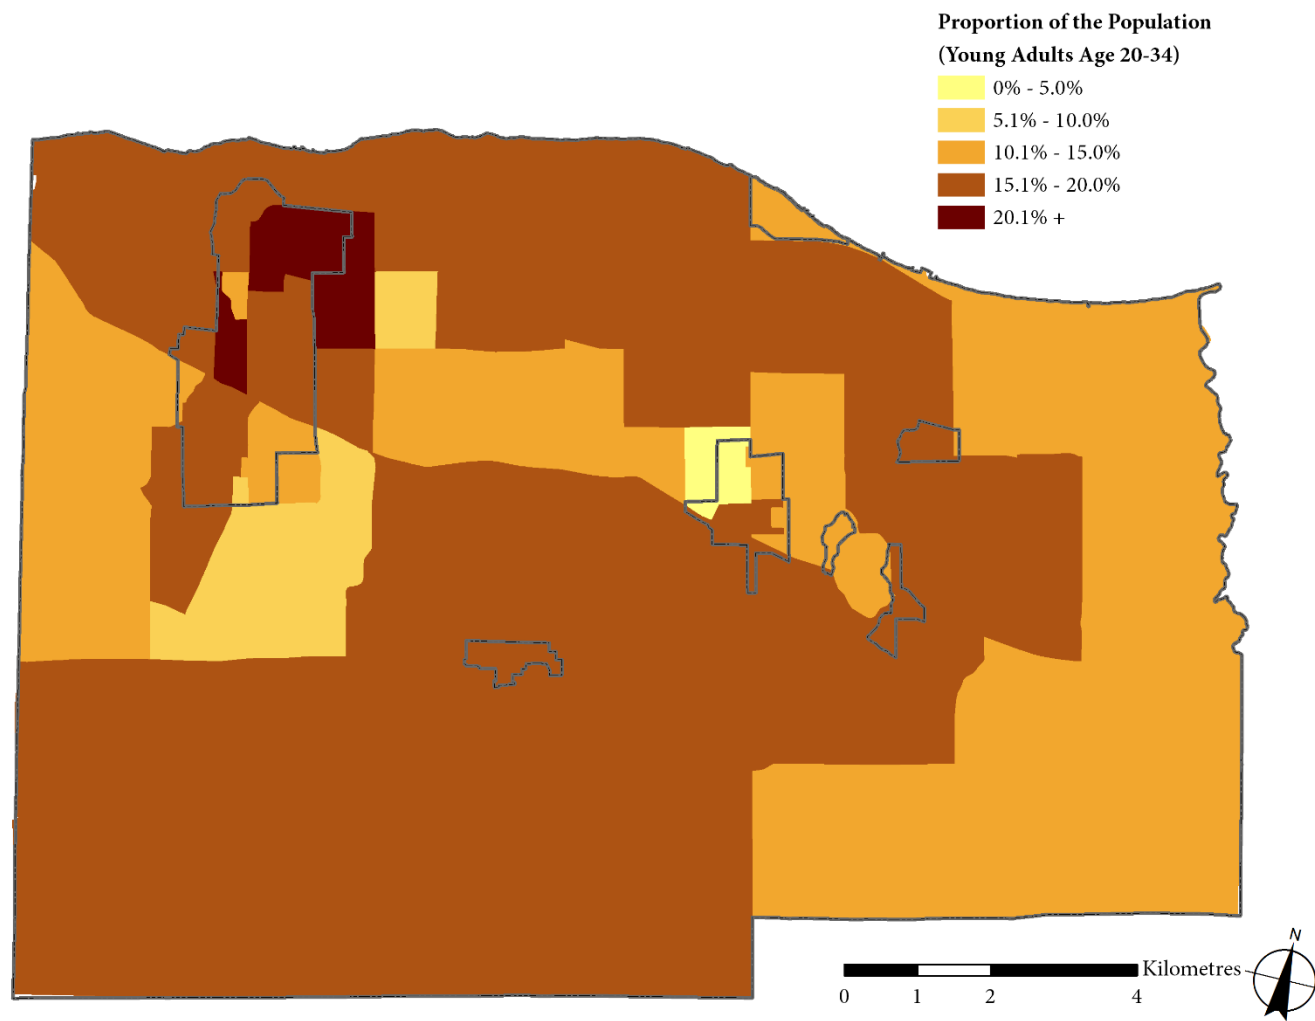 Proportion of the Population
(Young Adults Age 20-34)
0% - 5.0%
5.1% - 10.0%
10.1% - 15.0%
15.1% - 20.0%
20.1% +
N
Kilometres
0 1 2 4